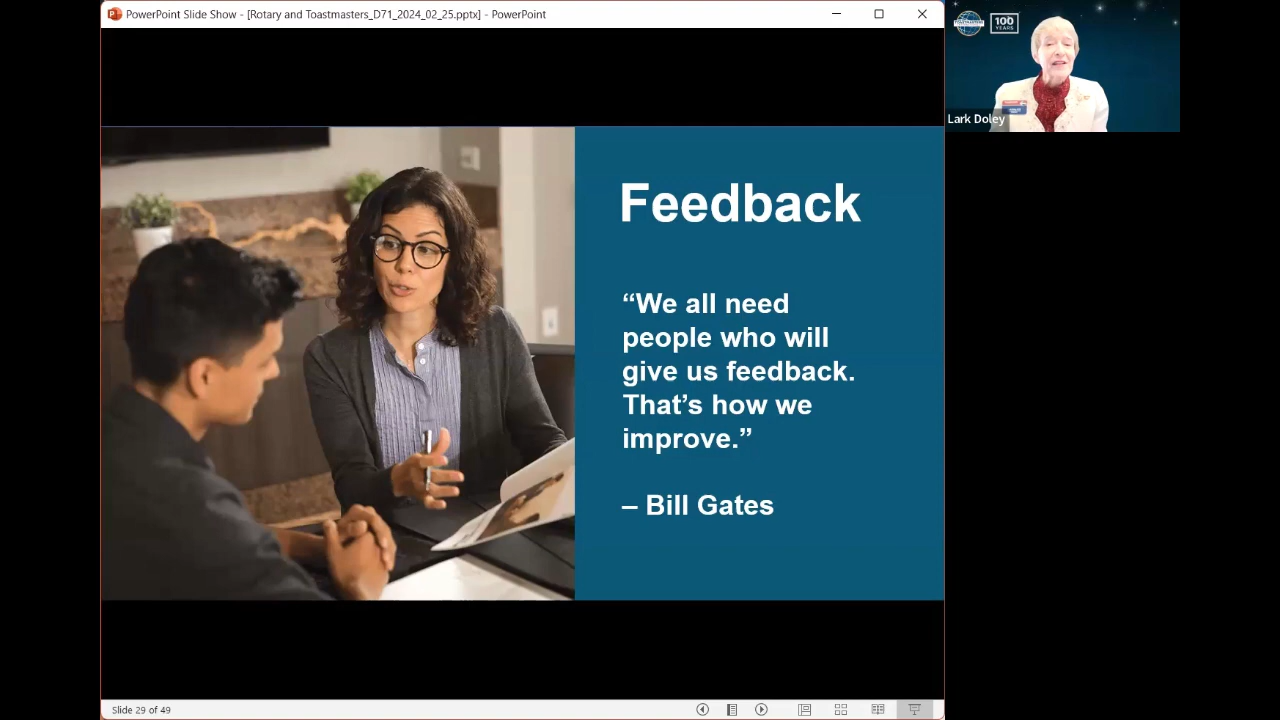 PowerPoint Slide Show - [Rotary and Toastmasters_D71_2024_02_25.pptx] - PowerPoint
TOASTMASTERS
100
YEARS
Lark Doley
Feedback
“We all need
people who will
give us feedback.
That’s how we
improve.”
– Bill Gates
Slide 29 of 49